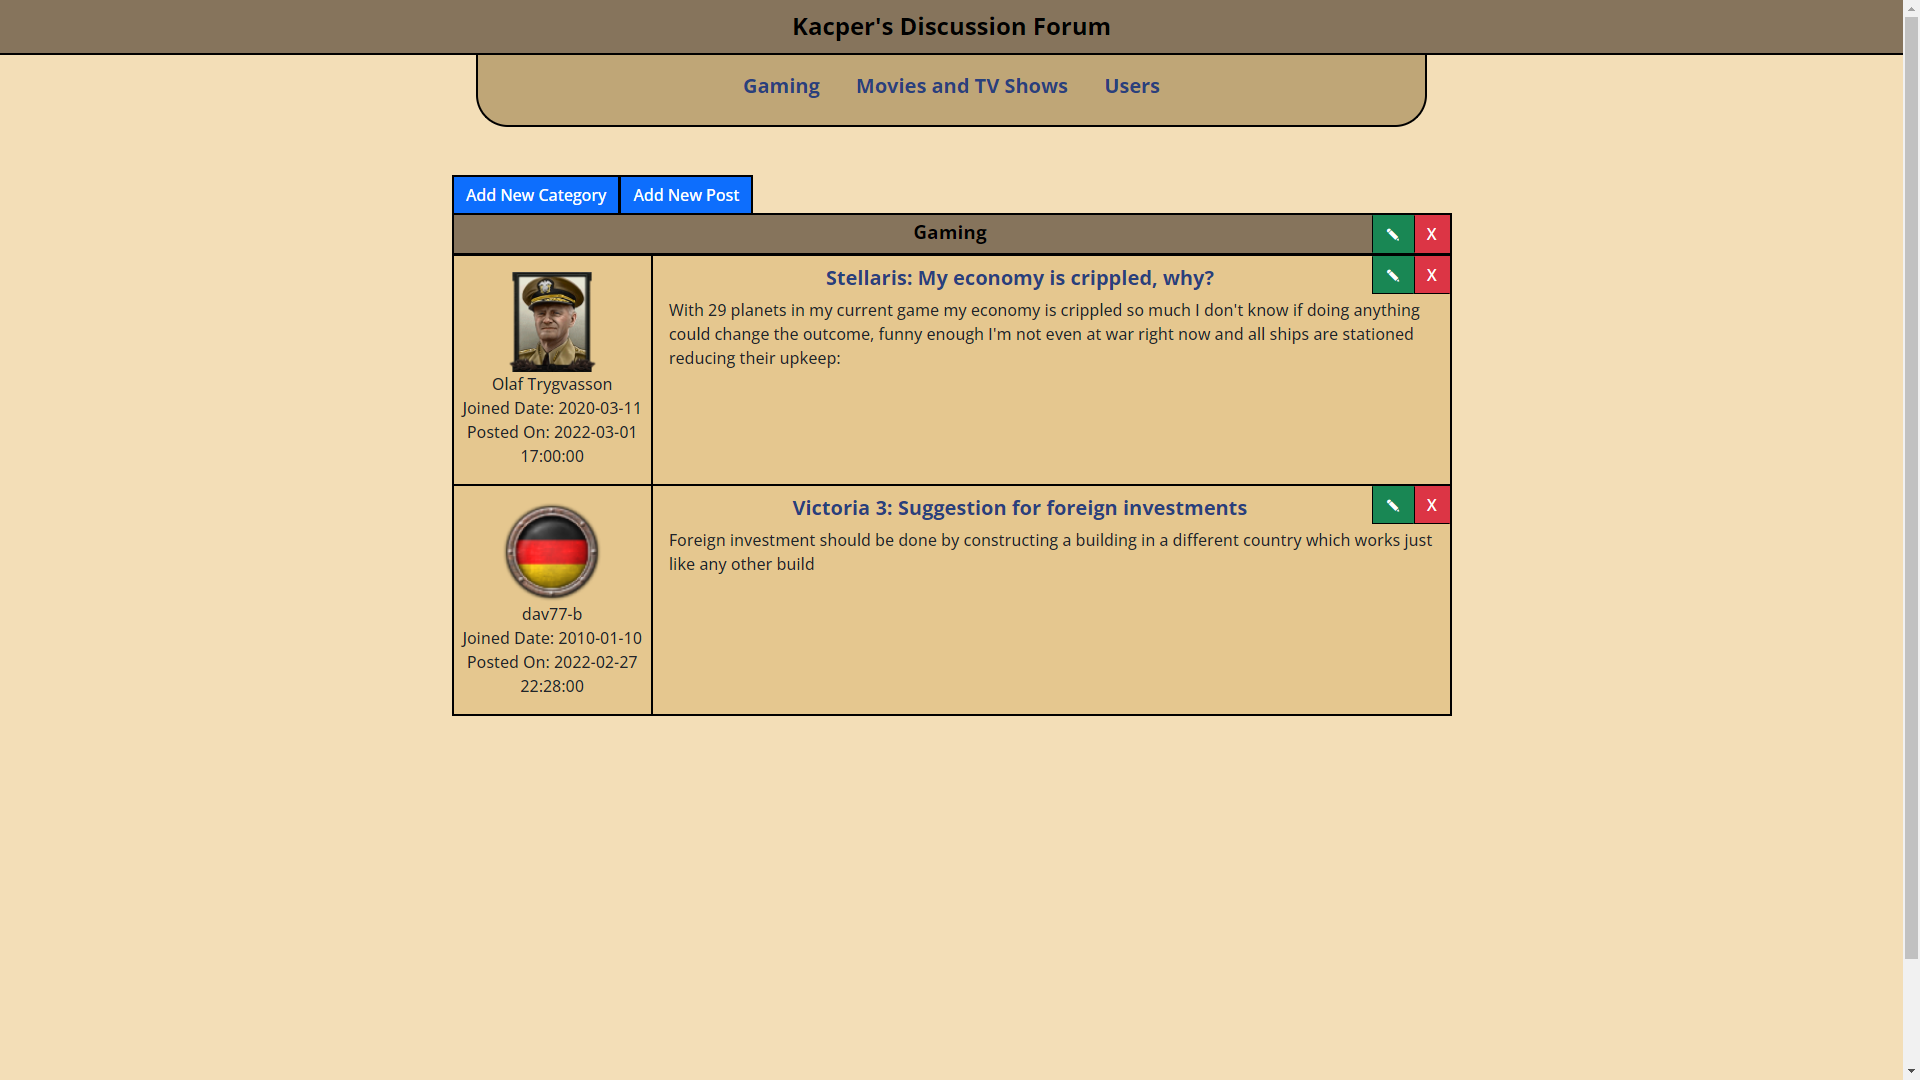 Kacper's Discussion Forum
Gaming Movies and TV Shows Users
Add New Category Add New Post
Gaming X
Stellaris: My economy is crippled, why? X
With 29 planets in my current game my economy is crippled so much I don't know if doing anything
could change the outcome, funny enough I'm not even at war right now and all ships are stationed
reducing their upkeep:
Olaf Trygvasson
Joined Date: 2020-03-11
Posted On: 2022-03-01
17:00:00
Victoria 3: Suggestion for foreign investments X
Foreign investment should be done by constructing a building in a different country which works just
like any other build
dav77-b
Joined Date: 2010-01-10
Posted On: 2022-02-27
22:28:00